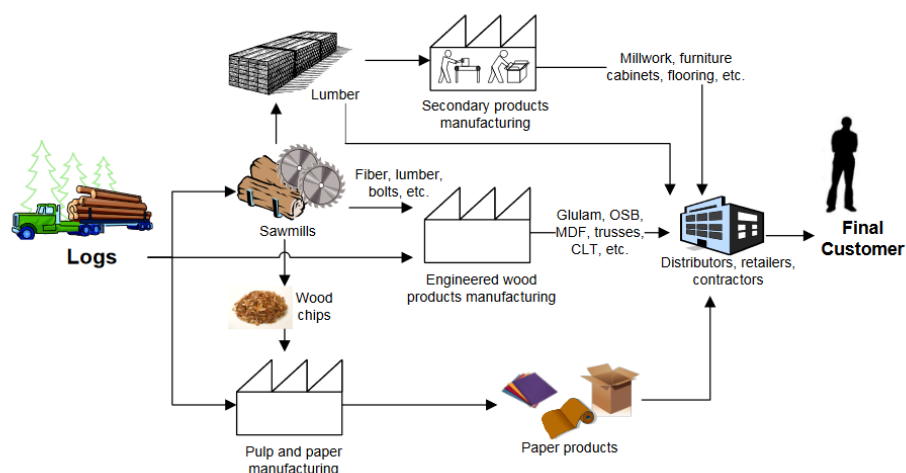 Lumber
Secondary products
manufacturing
Millwork, furniture
cabinets, flooring, etc.
Logs
Sawmills
Fiber, lumber,
bolts, etc.
Engineered wood
products manufacturing
Glulam, OSB,
MDF, trusses,
CLT, etc.
Distributors, retailers,
contractors
Final
Customer
Wood
chips
Pulp and paper
manufacturing
Paper products